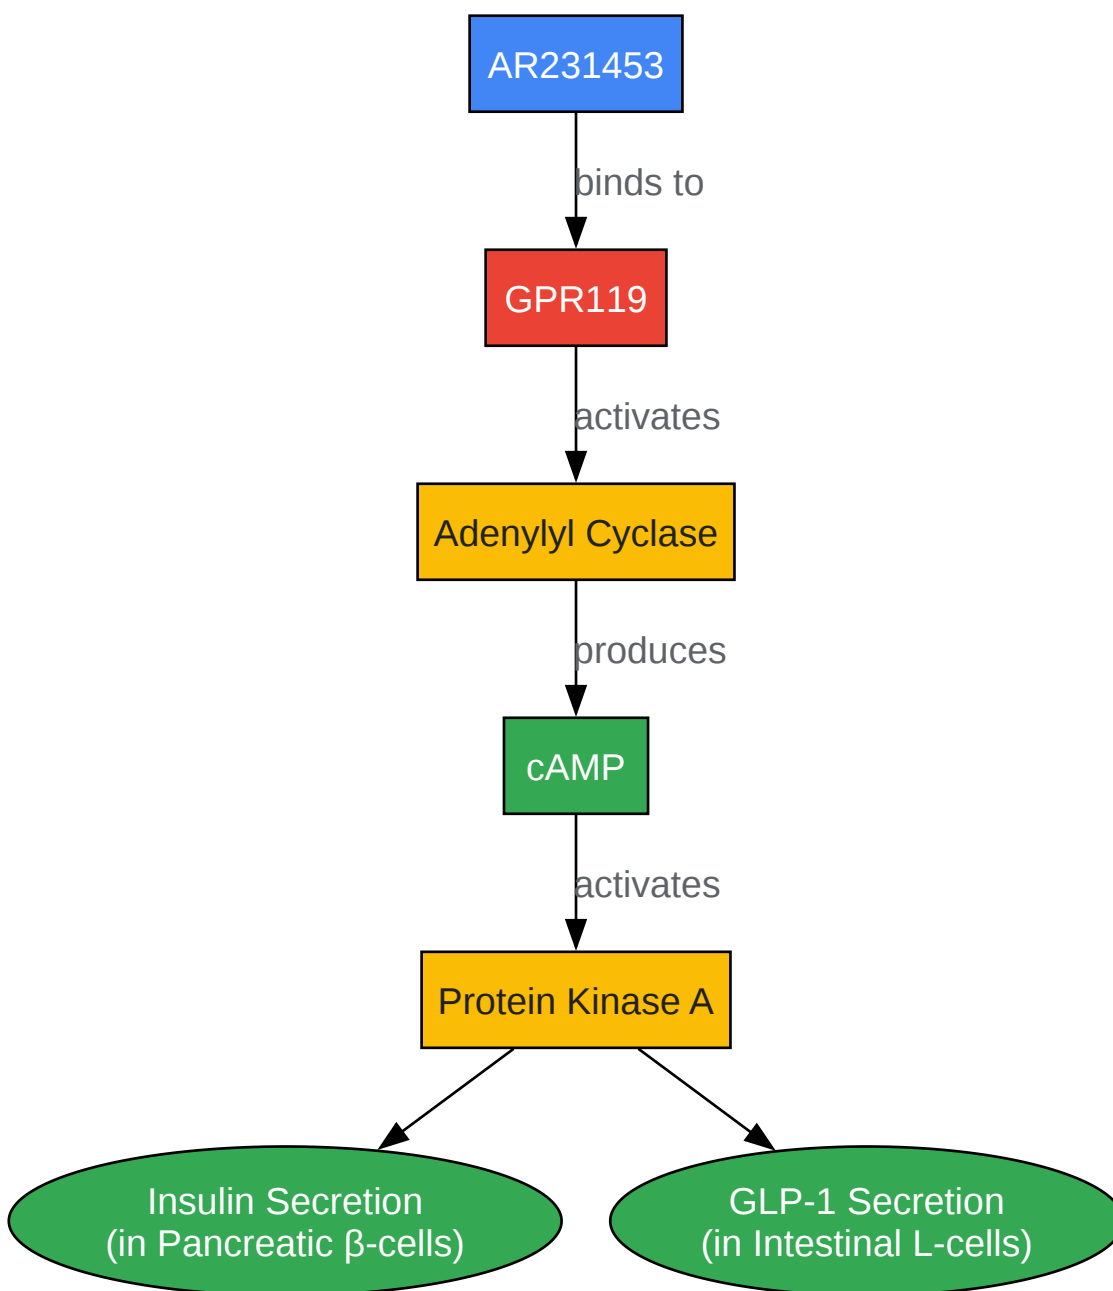 AR231453
binds to
GPR119
activates
Adenylyl Cyclase
produces
cAMP
activates
Protein Kinase A
Insulin Secretion
(in Pancreatic β-cells)
GLP-1 Secretion
(in Intestinal L-cells)